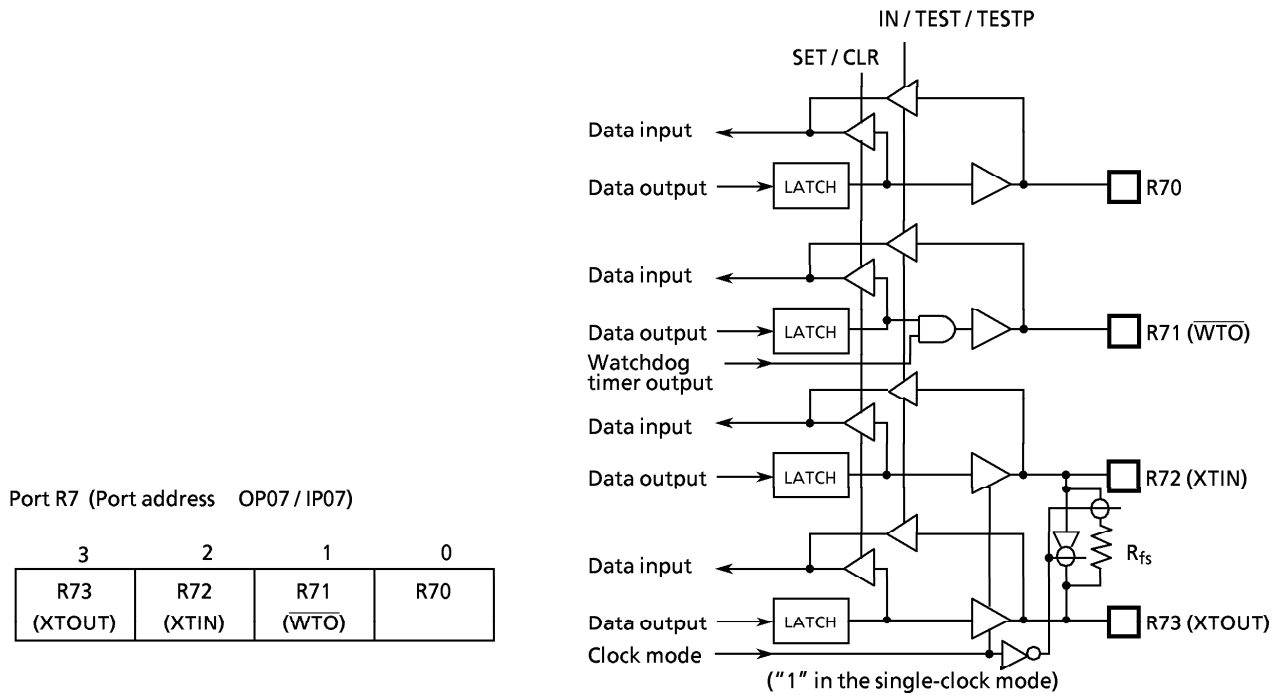 IN / TEST / TESTP
SET / CLR
Data input
Data output
LATCH
R70
Data input
Data output
LATCH
R71 (W̅T̅O̅)
Watchdog
timer output
Data input
Data output
LATCH
R72 (XTIN)
Rfs
Data input
Data output
LATCH
R73 (XTOUT)
Clock mode
("1" in the single-clock mode)
Port R7 (Port address OP07 / IP07)
3 2 1 0
R73 R72 R71 R70
(XTOUT) (XTIN) (W̅T̅O̅)